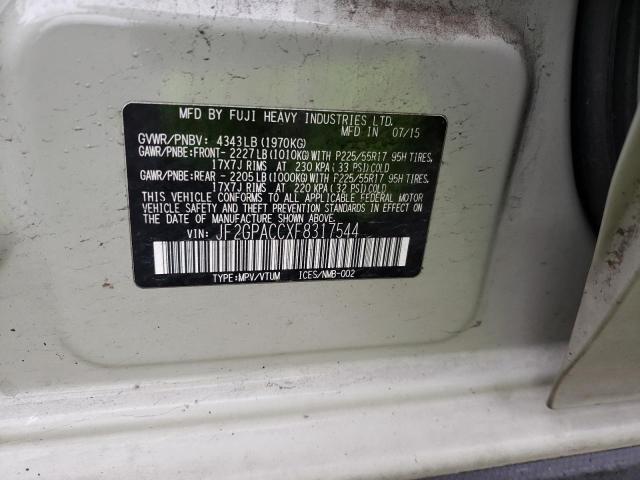 MFD BY FUJI HEAVY INDUSTRIES LTD.
MFD IN 07/15
GVWR/PNBV: 4343LB(1970KG)
GAWR/PNBE:FRONT- 2227LB(1010KG)WITH P225/55R17 95H TIRES,
17X7J RIMS AT 230 KPA(33 PSI)COLD
GAWR/PNBE:REAR - 2205LB(1000KG)WITH P225/55R17 95H TIRES,
17X7J RIMS AT 220 KPA(32 PSI)COLD
THIS VEHICLE CONFORMS TO ALL APPLICABLE FEDERAL MOTOR
VEHICLE SAFETY AND BUMPER STANDARDS IN EFFECT ON
THE DATE OF MANUFACTURE SHOWN ABOVE.
VIN: JF2GPACCXF8317544
TYPE:MPV/VTUM ICES/NMB-002